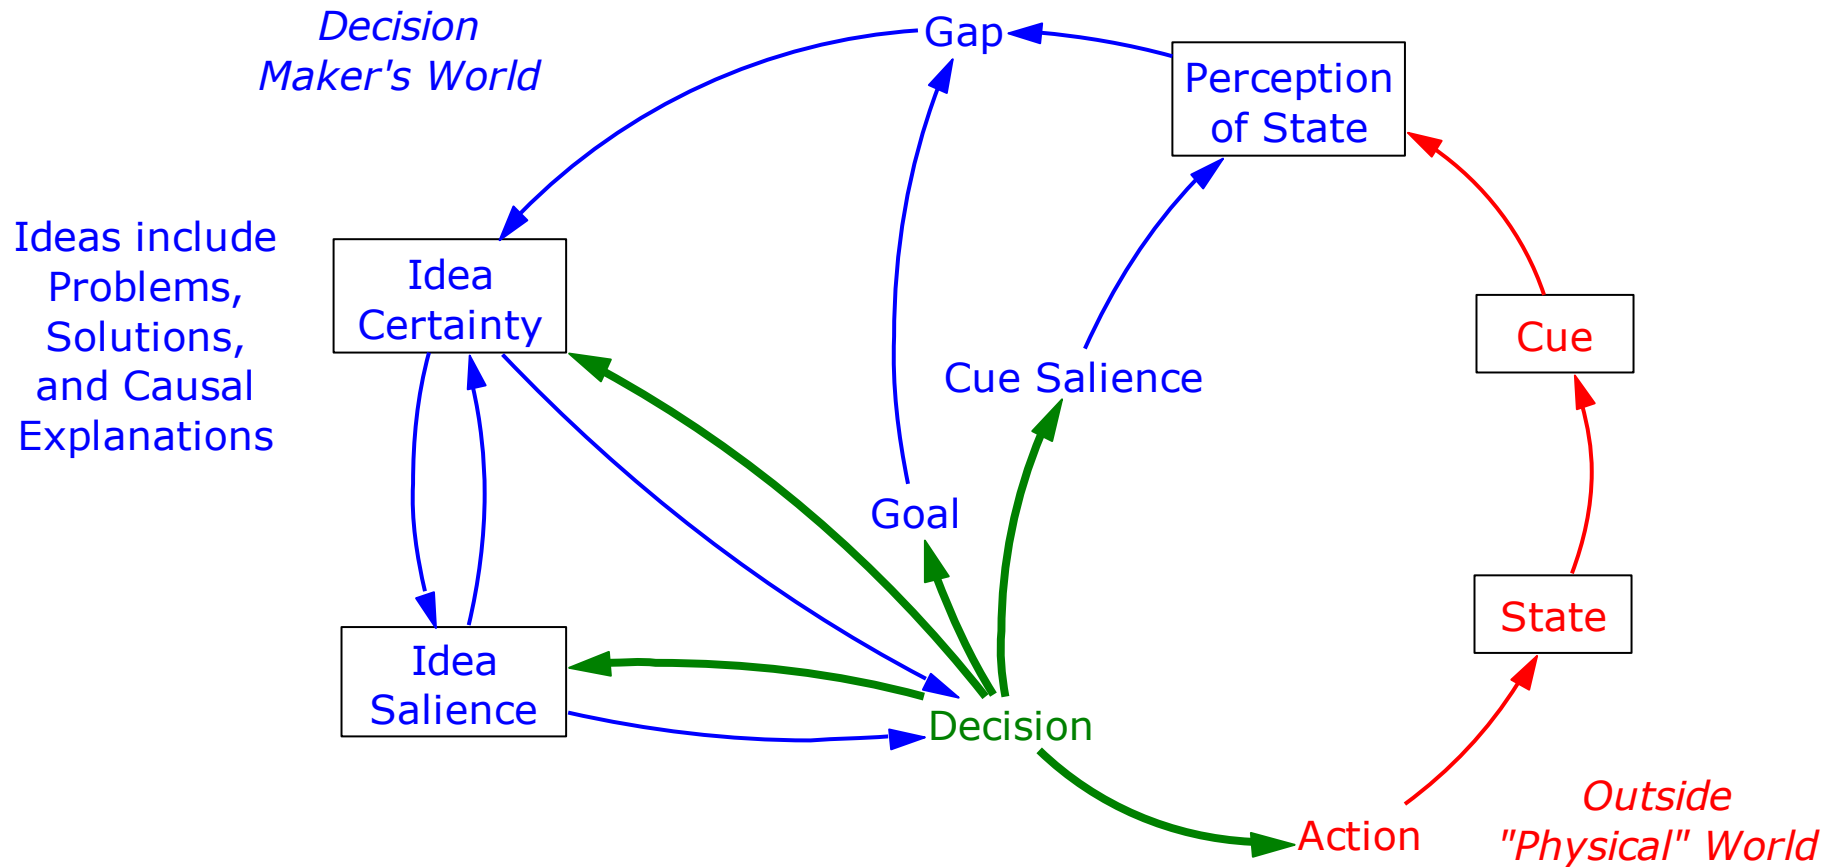 Decision
Maker's World
Gap
Perception
of State
Ideas include
Problems,
Solutions,
and Causal
Explanations
Idea
Certainty
Cue
Cue Salience
Goal
State
Idea
Salience
Decision
Action
Outside
"Physical" World